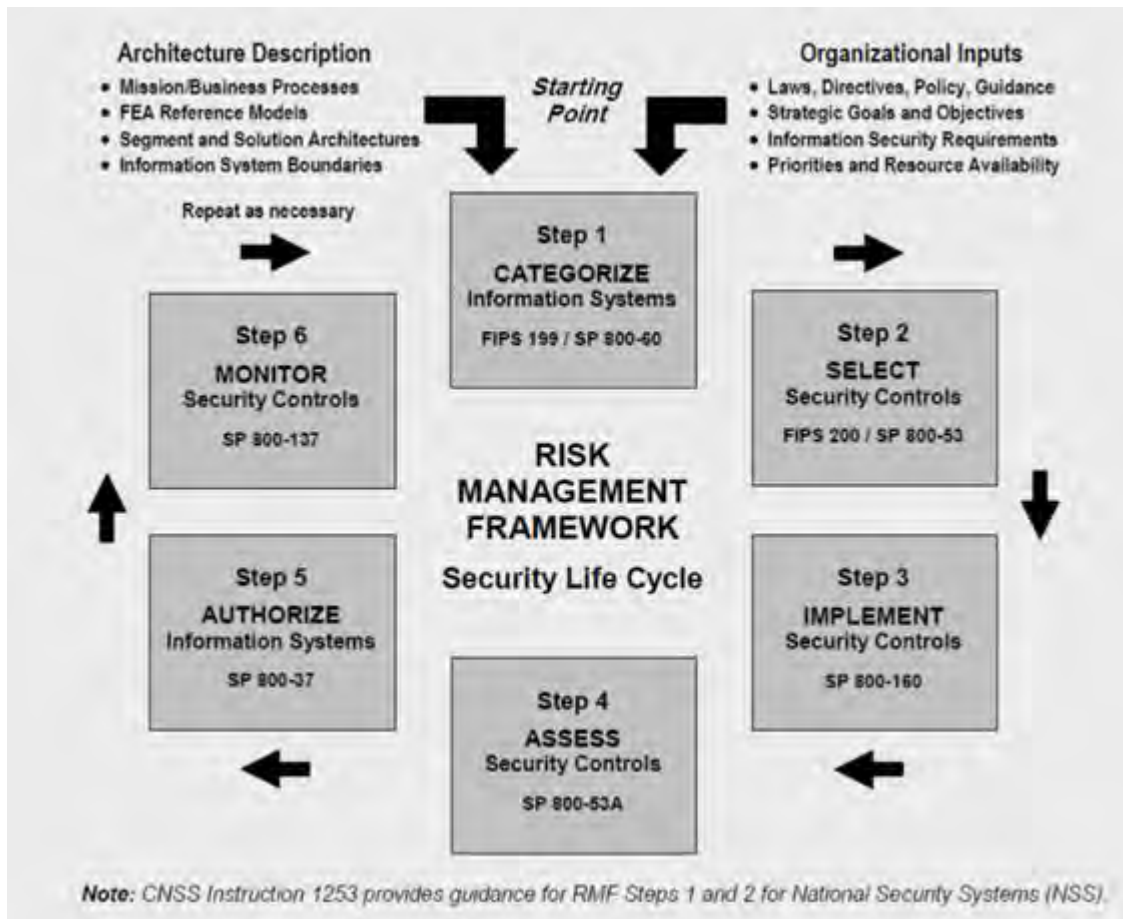 Architecture Description
• Mission/Business Processes
• FEA Reference Models
• Segment and Solution Architectures
• Information System Boundaries
Starting
Point
Organizational Inputs
• Laws, Directives, Policy, Guidance
• Strategic Goals and Objectives
• Information Security Requirements
• Priorities and Resource Availability
Repeat as necessary
Step 1
CATEGORIZE
Information Systems
FIPS 199 / SP 800-60
Step 2
SELECT
Security Controls
FIPS 200 / SP 800-53
Step 3
IMPLEMENT
Security Controls
SP 800-160
Step 4
ASSESS
Security Controls
SP 800-53A
Step 5
AUTHORIZE
Information Systems
SP 800-37
Step 6
MONITOR
Security Controls
SP 800-137
RISK
MANAGEMENT
FRAMEWORK
Security Life Cycle
Note: CNSS Instruction 1253 provides guidance for RMF Steps 1 and 2 for National Security Systems (NSS).